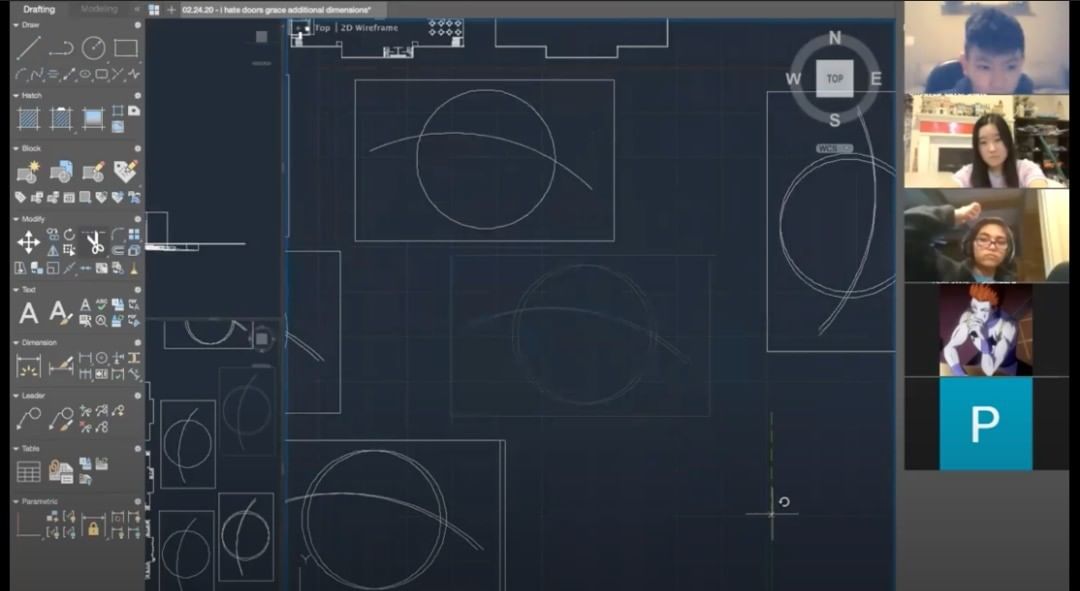 Drafting Modeling
02.24.20 - i hate doors grace additional dimensions*
Draw
Top 2D Wireframe
N
W TOP E
S
WCS
Hatch
Block
Modify
Text
A A A ABC
Dimension
Leader
Table
Parametric
Y
P